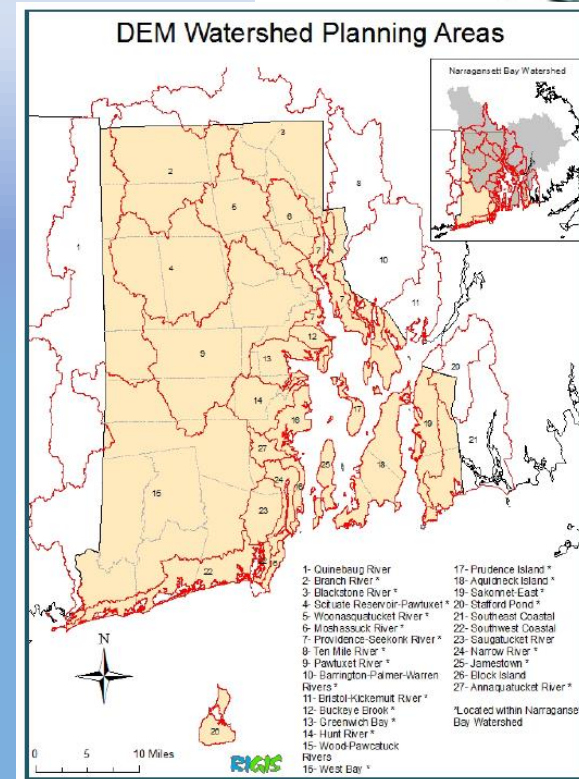 DEM Watershed Planning Areas
Narragansett Bay Watershed
3
2
8
1
5
6
10
7
4
11
7
12
9
13
20
14
17
16
19
21
27
25
18
24
15
16
23
22
26
1- Quinebaug River
2- Branch River *
3- Blackstone River *
4- Scituate Reservoir-Pawtuxet *
5- Woonasquatucket River *
6- Moshassuck River *
7- Providence-Seekonk River *
8- Ten Mile River *
9- Pawtuxet River *
10- Barrington-Palmer-Warren
Rivers *
11- Bristol-Kickemuit River *
12- Buckeye Brook *
13- Greenwich Bay *
14- Hunt River *
15- Wood-Pawcatuck
Rivers
16- West Bay *
17- Prudence Island *
18- Aquidneck Island *
19- Sakonnet-East *
20- Stafford Pond *
21- Southeast Coastal
22- Southwest Coastal
23- Saugatucket River
24- Narrow River *
25- Jamestown *
26- Block Island
27- Annaquatucket River *
*Located within Narraganset
Bay Watershed
N
0 5 10 Miles
RIGIS